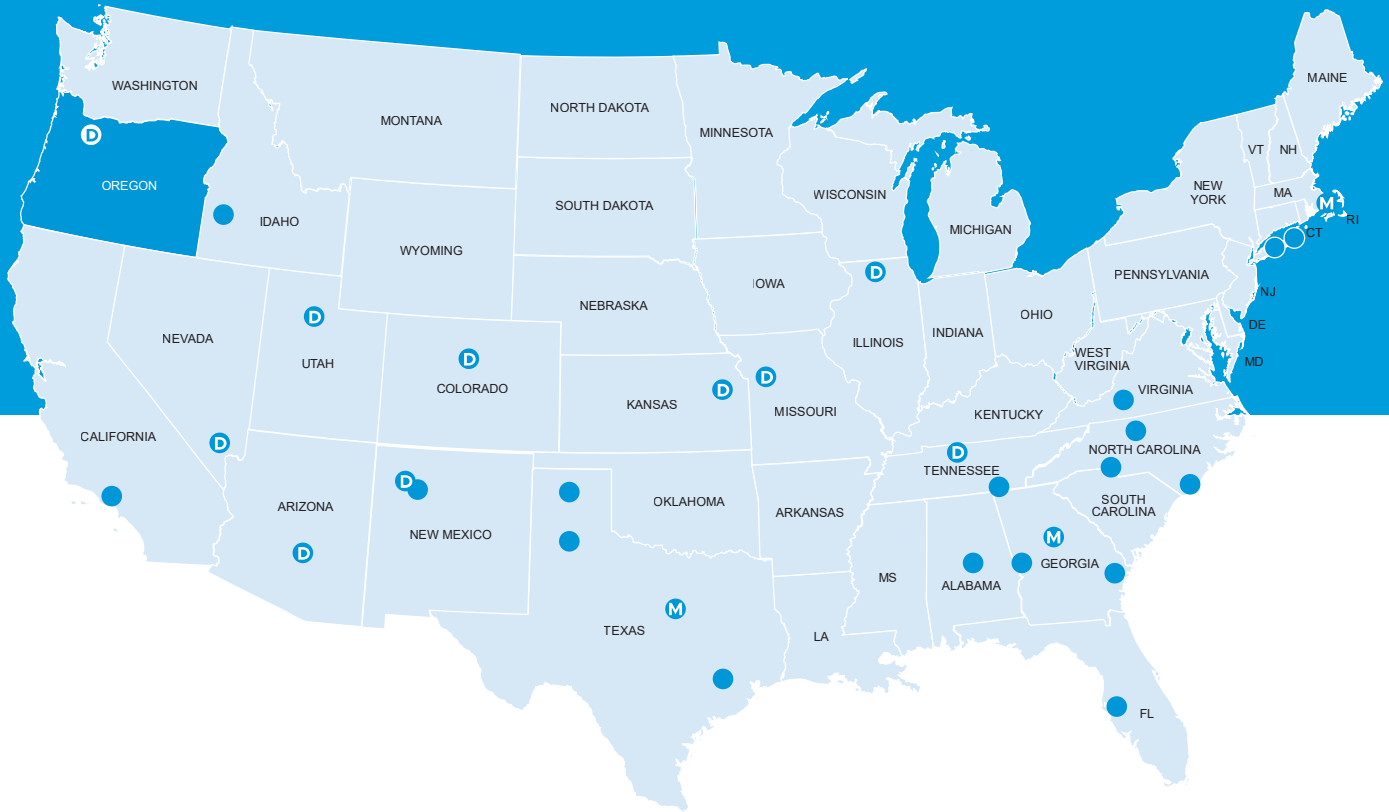 WASHINGTON
MONTANA
NORTH DAKOTA
MINNESOTA
MAINE
D
OREGON
IDAHO
SOUTH DAKOTA
WISCONSIN
MICHIGAN
VT
NH
NEW
YORK
MA
M
RI
CT
WYOMING
IOWA
D
PENNSYLVANIA
NEBRASKA
NJ
D
NEVADA
UTAH
ILLINOIS
INDIANA
OHIO
DE
D
COLORADO
WEST
VIRGINIA
MD
D
D
KANSAS
MISSOURI
KENTUCKY
VIRGINIA
CALIFORNIA
D
D
TENNESSEE
NORTH CAROLINA
D
ARIZONA
OKLAHOMA
ARKANSAS
SOUTH
CAROLINA
D
NEW MEXICO
M
GEORGIA
MS
ALABAMA
M
TEXAS
LA
FL